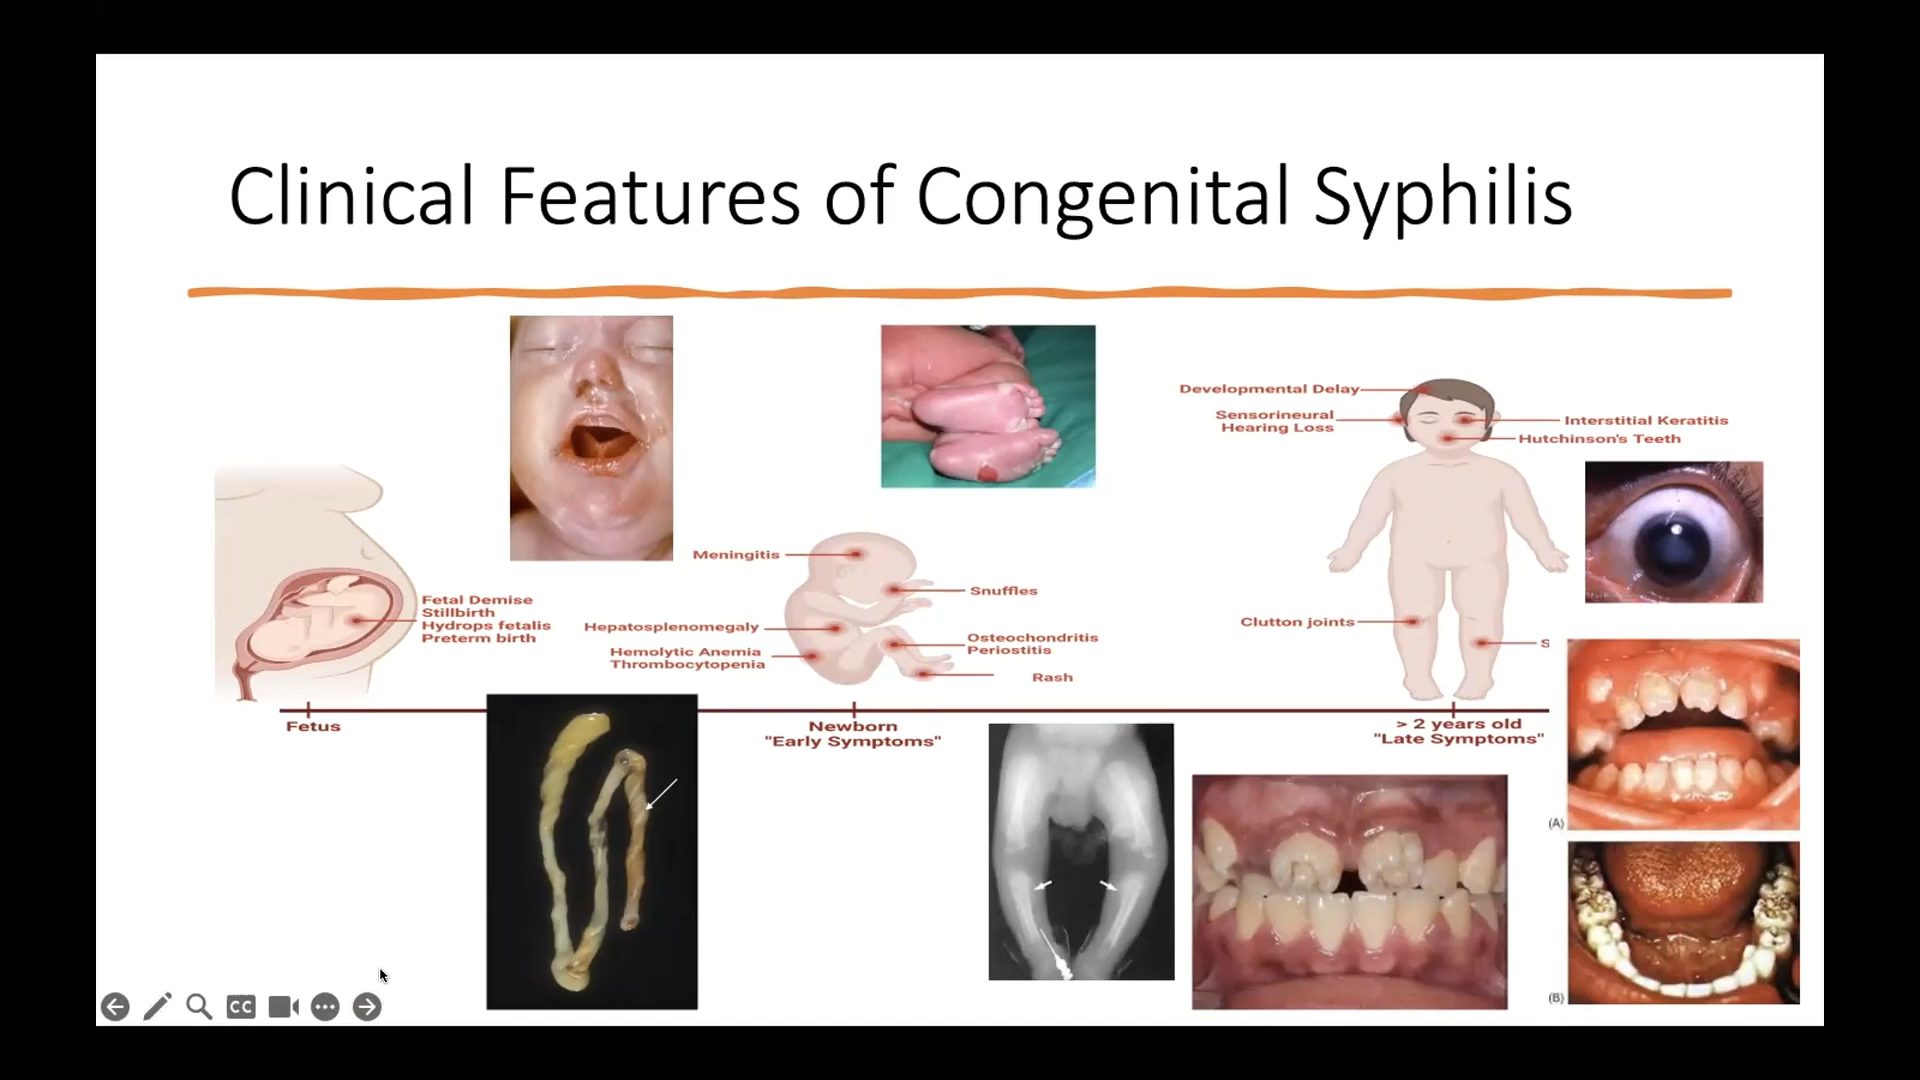 Clinical Features of Congenital Syphilis
Fetal Demise
Stillbirth
Hydrops fetalis
Preterm birth
Fetus
Meningitis
Snuffles
Hepatosplenomegaly
Hemolytic Anemia
Thrombocytopenia
Osteochondritis
Periostitis
Rash
Newborn
"Early Symptoms"
Developmental Delay
Sensorineural
Hearing Loss
Interstitial Keratitis
Hutchinson's Teeth
Clutton joints
S
> 2 years old
"Late Symptoms"
(A)
(B)
CC